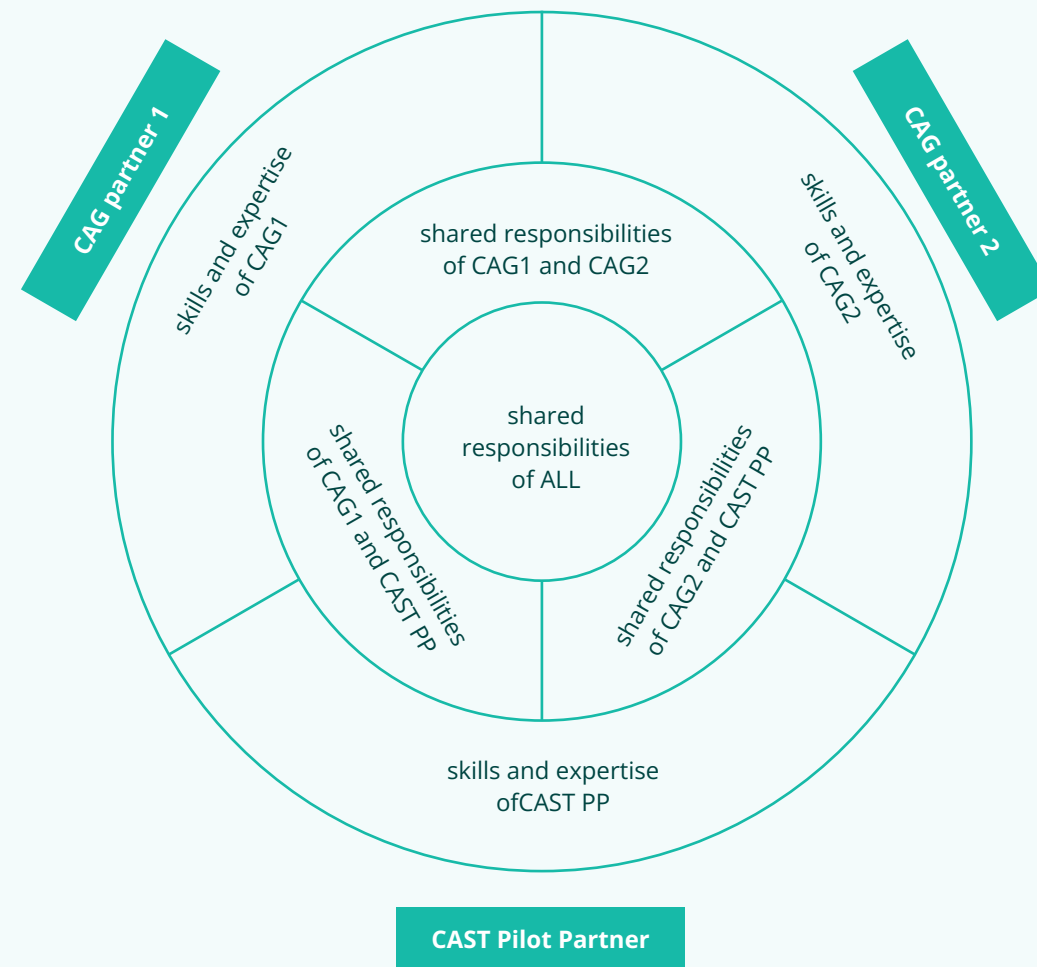 CAG partner 1
CAG partner 2
skills and expertise
of CAG1
skills and expertise
of CAG2
shared responsibilities
of CAG1 and CAG2
shared
responsibilities
of ALL
shared responsibilities
of CAG1 and CAST PP
shared responsibilities
of CAG2 and CAST PP
skills and expertise
ofCAST PP
CAST Pilot Partner